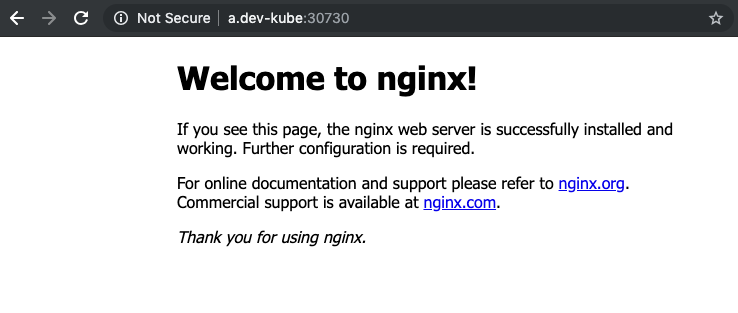 Not Secure a.dev-kube:30730
Welcome to nginx!
If you see this page, the nginx web server is successfully installed and
working. Further configuration is required.
For online documentation and support please refer to nginx.org.
Commercial support is available at nginx.com.
Thank you for using nginx.